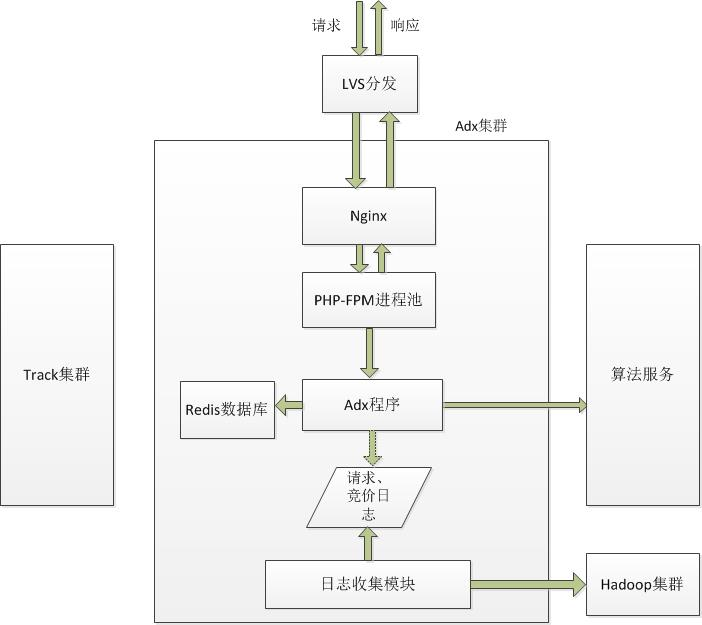 请求
响应
LVS分发
Adx集群
Nginx
PHP-FPM进程池
Track集群
算法服务
Redis数据库
Adx程序
请求、
竞价日
志
日志收集模块
Hadoop集群